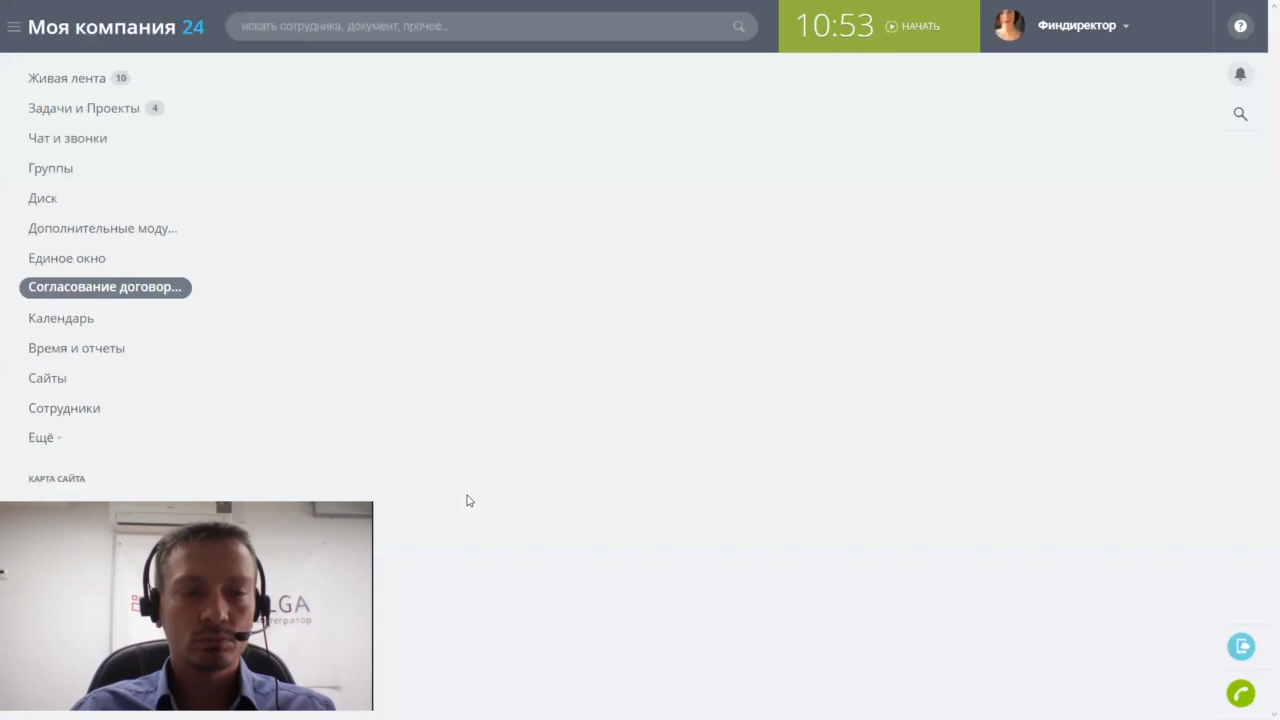 Моя компания 24
искать сотрудника, документ, прочее...
10:53
НАЧАТЬ
Финдиректор
?
Живая лента 10
Задачи и Проекты 4
Чат и звонки
Группы
Диск
Дополнительные моду...
Единое окно
Согласование договор...
Календарь
Время и отчеты
Сайты
Сотрудники
Ещё
КАРТА САЙТА
LGA
тегратор